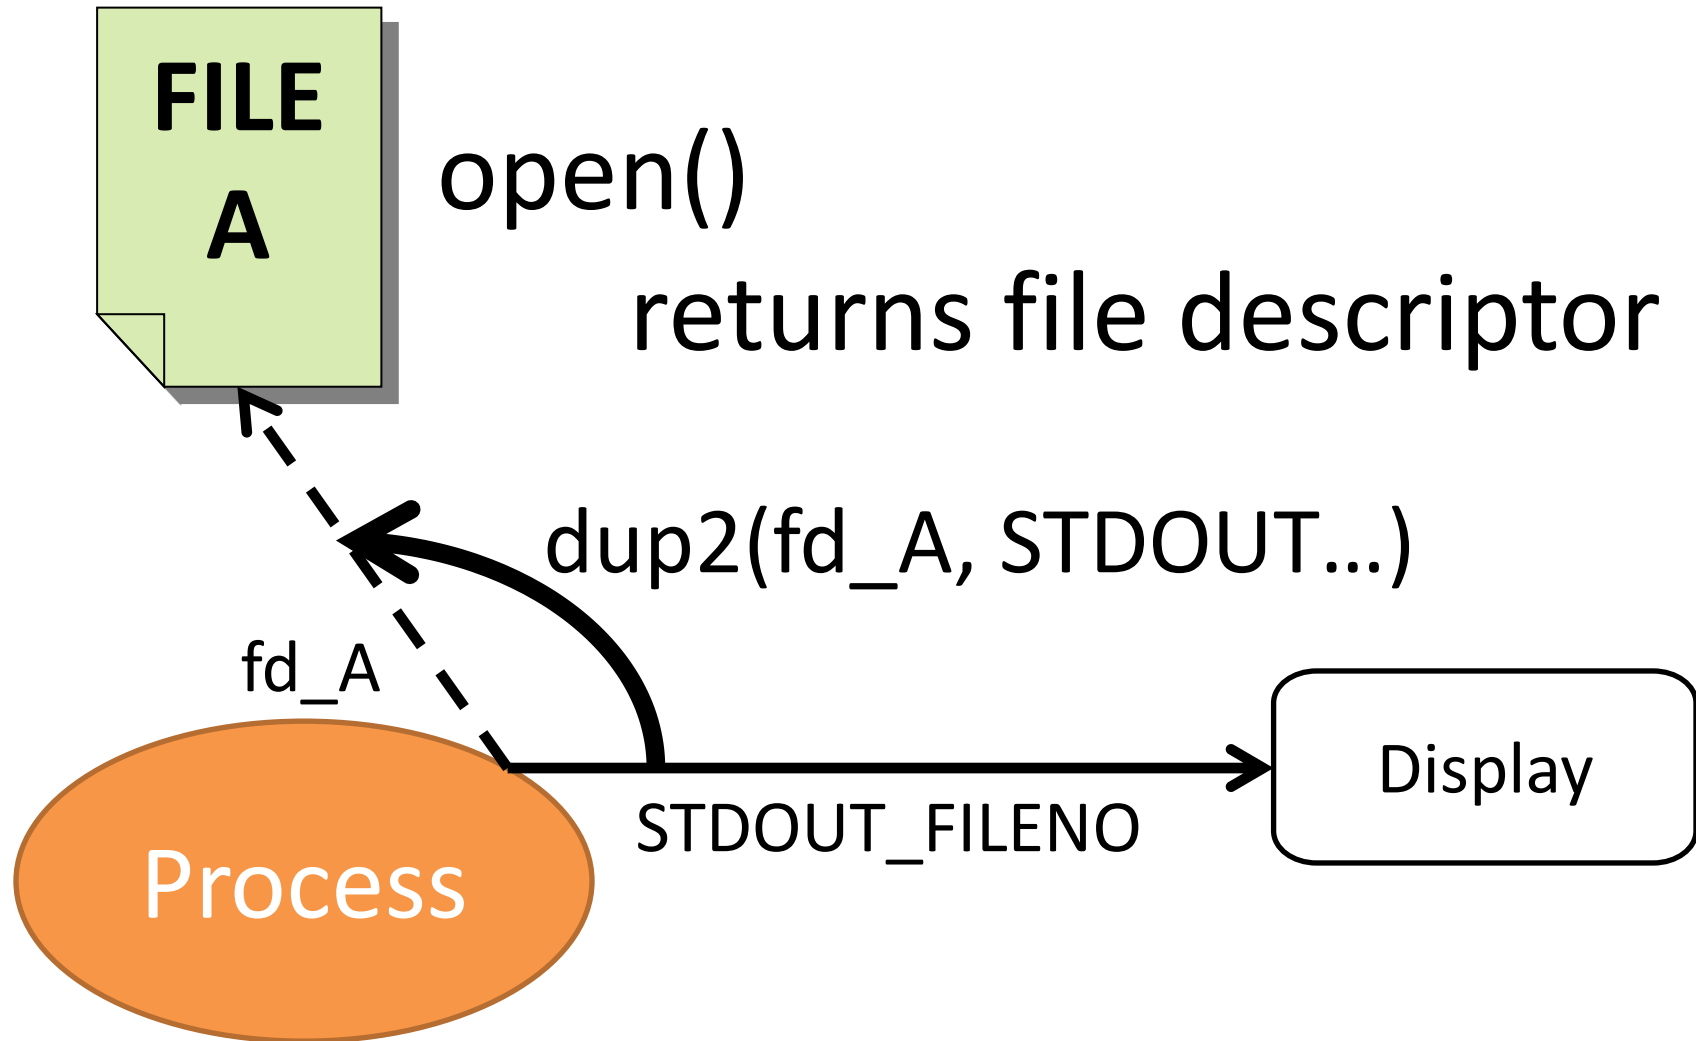 FILE
A
open()
returns file descriptor
dup2(fd_A, STDOUT…)
fd_A
Display
STDOUT_FILENO
Process